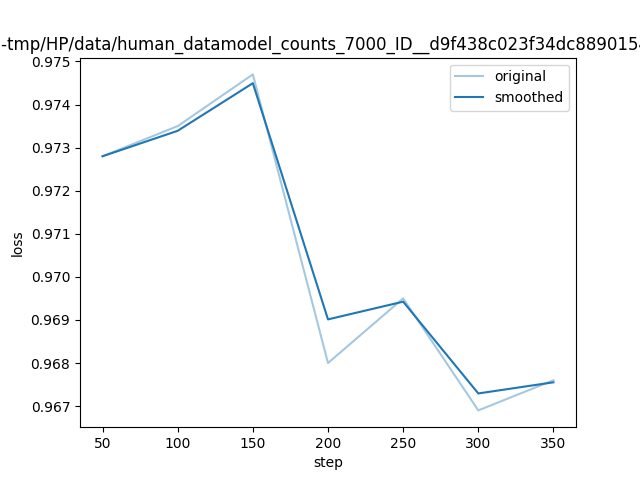 -tmp/HP/data/human_datamodel_counts_7000_ID__d9f438c023f34dc889015
original
smoothed
loss
0.975
0.974
0.973
0.972
0.971
0.970
0.969
0.968
0.967
50 100 150 200 250 300 350
step